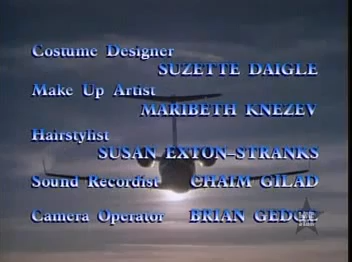 Costume Designer
SUZETTE DAIGLE
Make Up Artist
MARIBETH KNEZEV
Hairstylist
SUSAN EXTON-STRANKS
Sound Recordist CHAIM GILAD
Camera Operator BRIAN GEDGE